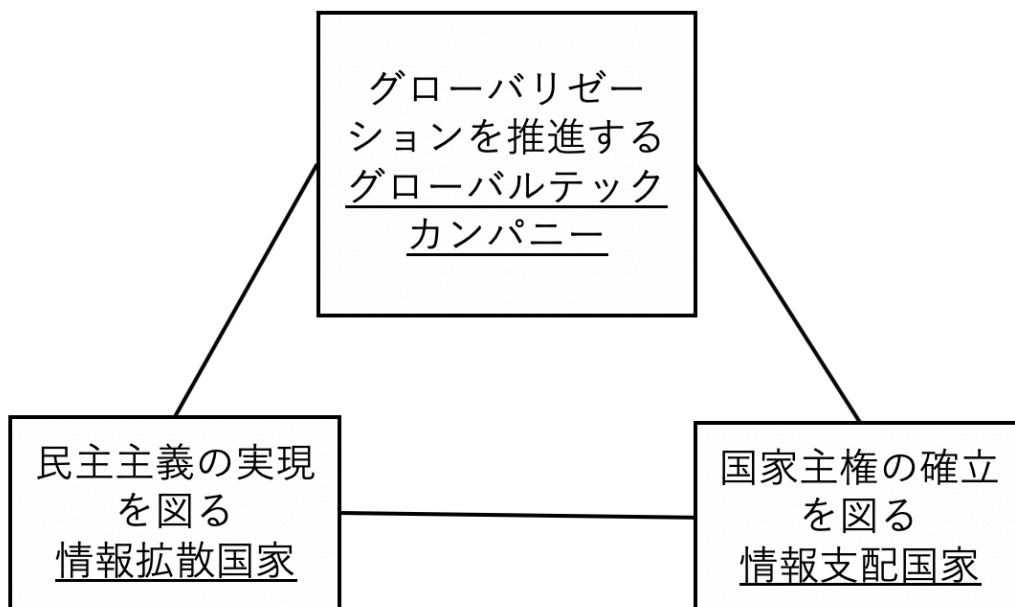 グローバリゼー
ションを推進する
グローバルテック
カンパニー
民主主義の実現
を図る
情報拡散国家
国家主権の確立
を図る
情報支配国家